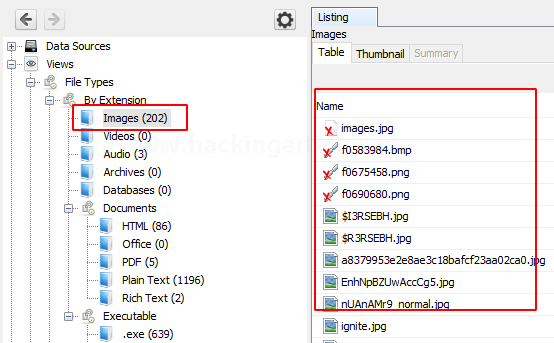 Data Sources
Views
File Types
By Extension
Images (202)
Videos (0)
Audio (3)
Archives (0)
Databases (0)
Documents
HTML (86)
Office (0)
PDF (5)
Plain Text (1196)
Rich Text (2)
Executable
.exe (639)
Listing
Images
Table Thumbnail Summary
Name
images.jpg
f0583984.bmp
f0675458.png
f0690680.png
$I3RSEBH.jpg
$R3RSEBH.jpg
a8379953e2e8ae3c18bafcf23aa02ca0.jpg
EnhNpBZUwAccCg5.jpg
nUAnAMr9_normal.jpg
ignite.jpg